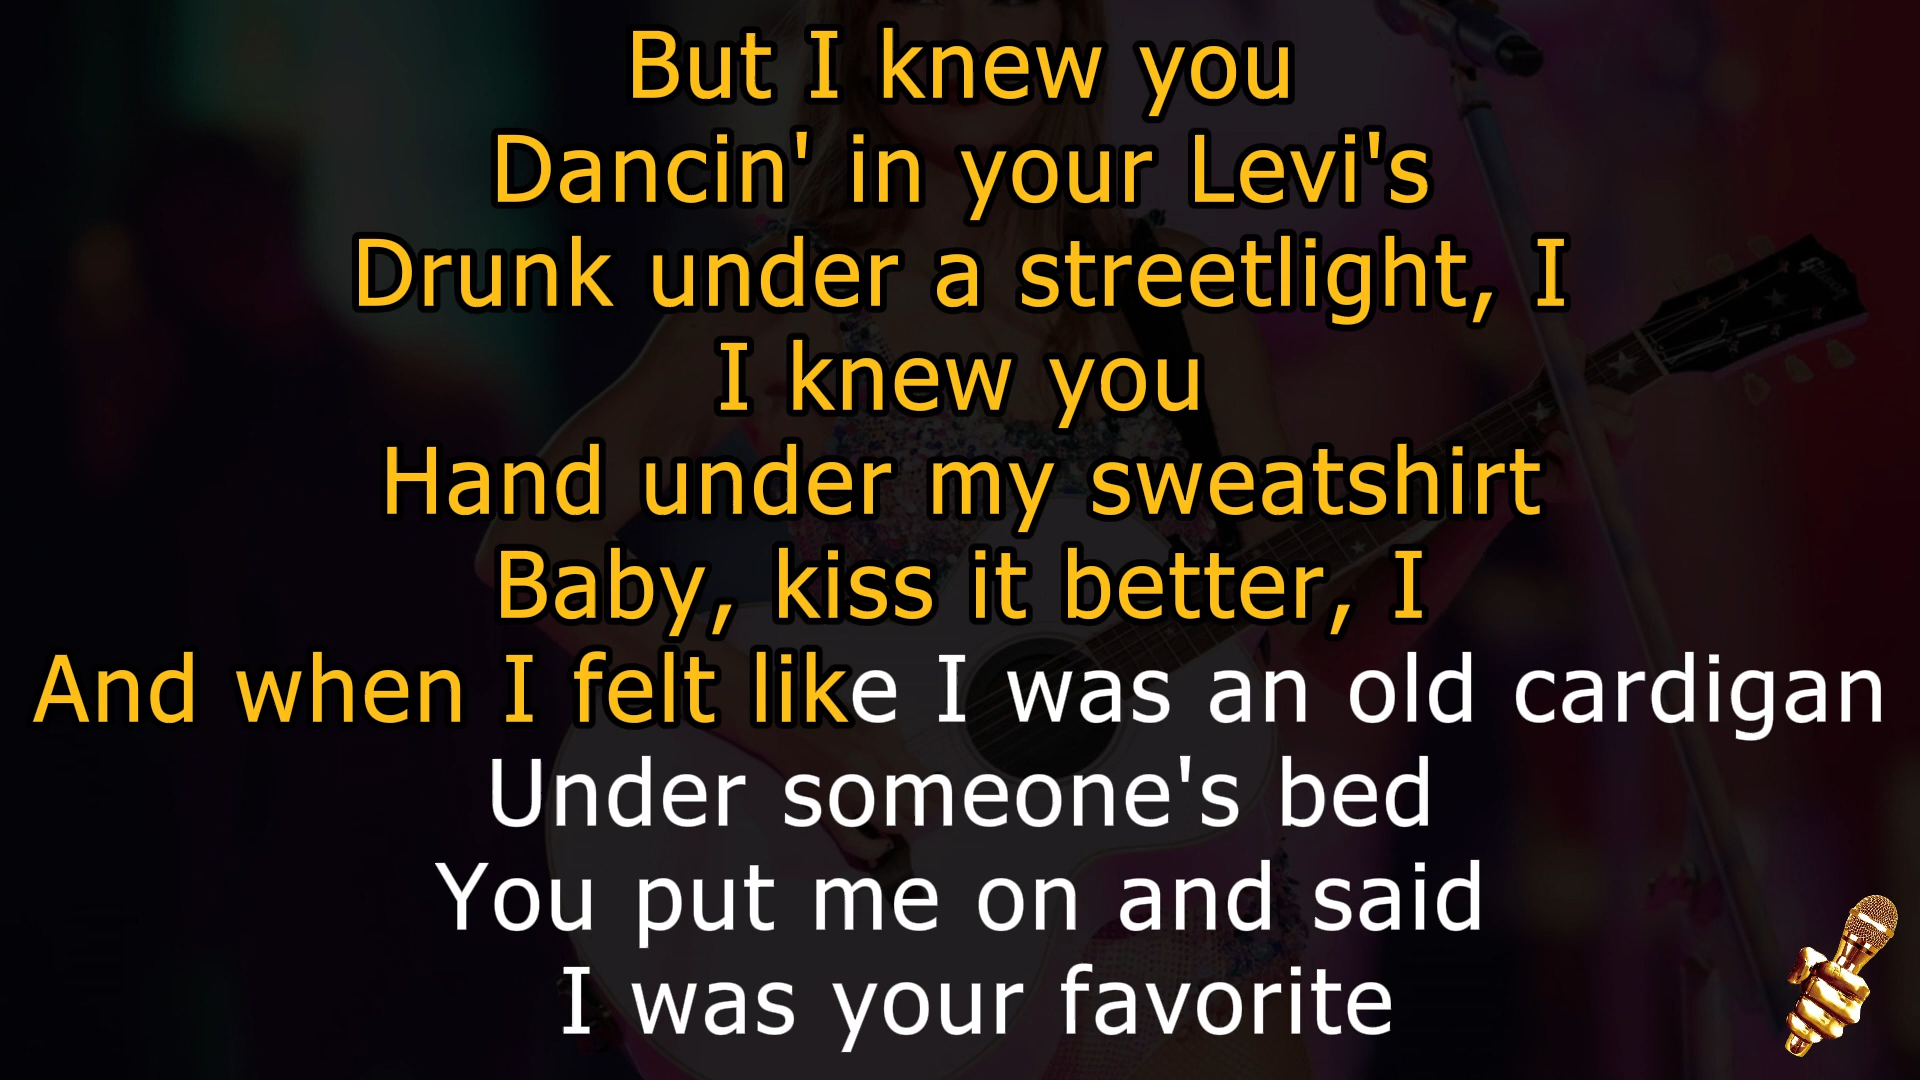 But I knew you
Dancin' in your Levi's
Drunk under a streetlight, I
I knew you
Hand under my sweatshirt
Baby, kiss it better, I
And when I felt like I was an old cardigan
Under someone's bed
You put me on and said
I was your favorite